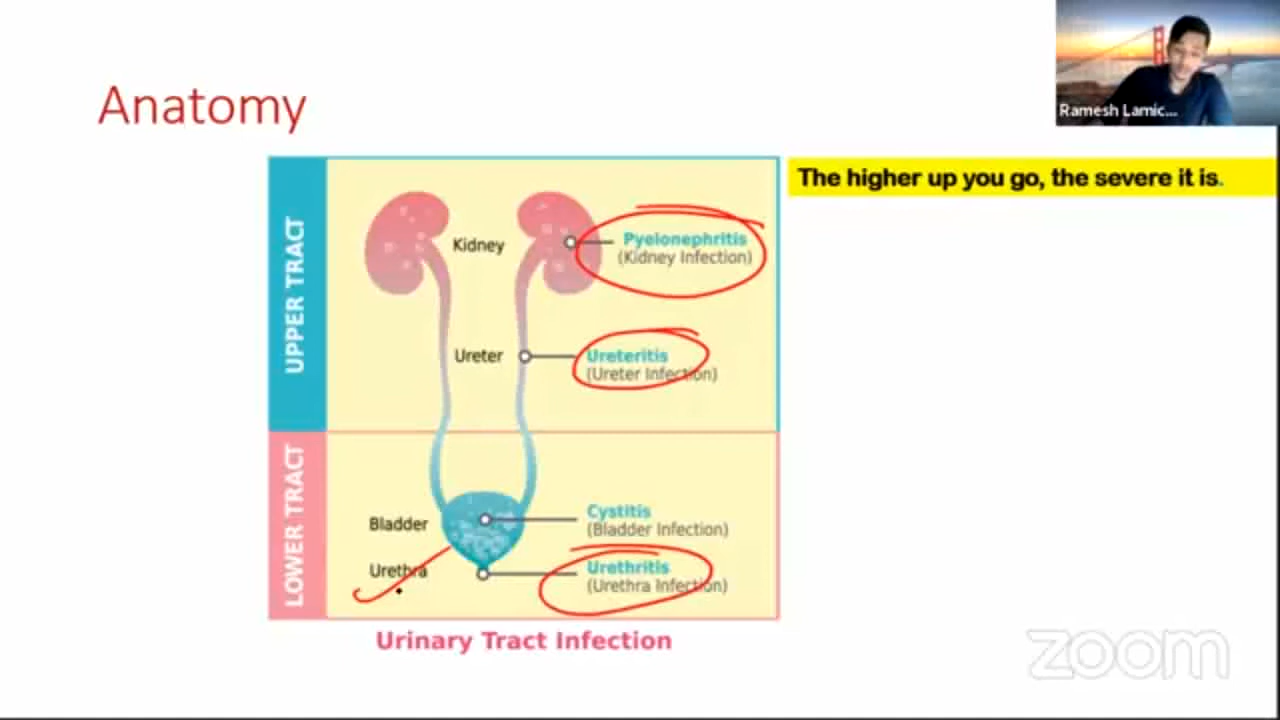 Anatomy
Ramesh Lamic...
The higher up you go, the severe it is.
UPPER TRACT
Kidney
Pyelonephritis
(Kidney Infection)
Ureter
Ureteritis
(Ureter Infection)
LOWER TRACT
Bladder
Cystitis
(Bladder Infection)
Urethra
Urethritis
(Urethra Infection)
Urinary Tract Infection
zoom